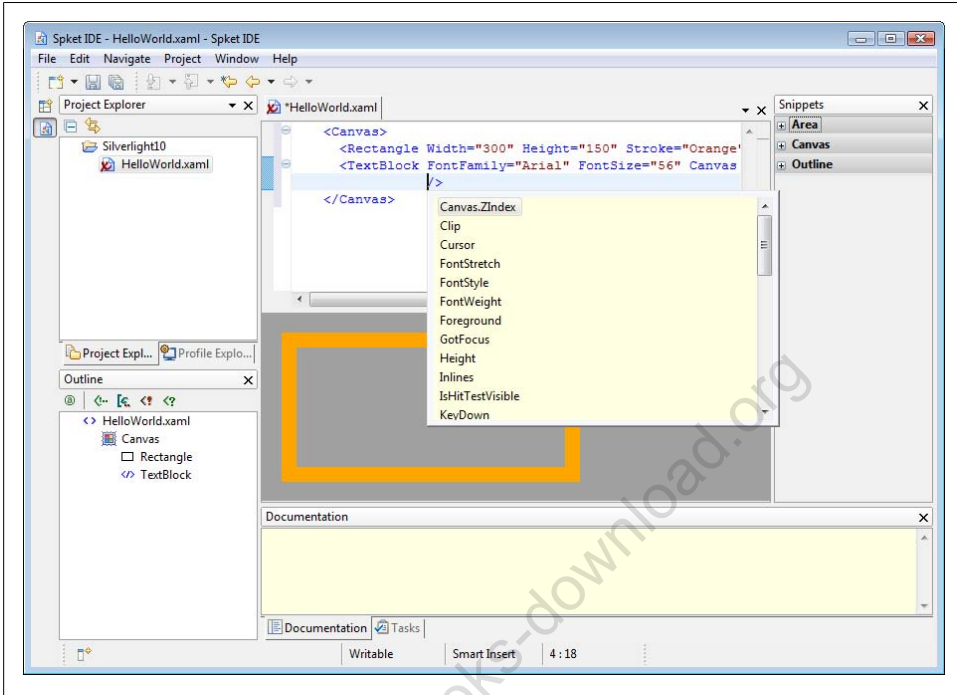 Spket IDE - HelloWorld.xaml - Spket IDE
File Edit Navigate Project Window Help
Project Explorer
Silverlight10
HelloWorld.xaml
Project Expl... Profile Explo...
Outline
HelloWorld.xaml
Canvas
Rectangle
TextBlock
*HelloWorld.xaml
<Canvas>
<Rectangle Width="300" Height="150" Stroke="Orange"
<TextBlock FontFamily="Arial" FontSize="56" Canvas
/>
</Canvas>
Canvas.ZIndex
Clip
Cursor
FontStretch
FontStyle
FontWeight
Foreground
GotFocus
Height
Inlines
IsHitTestVisible
KeyDown
Snippets
Area
Canvas
Outline
Documentation
Documentation Tasks
Writable Smart Insert 4 : 18
oks-download.org